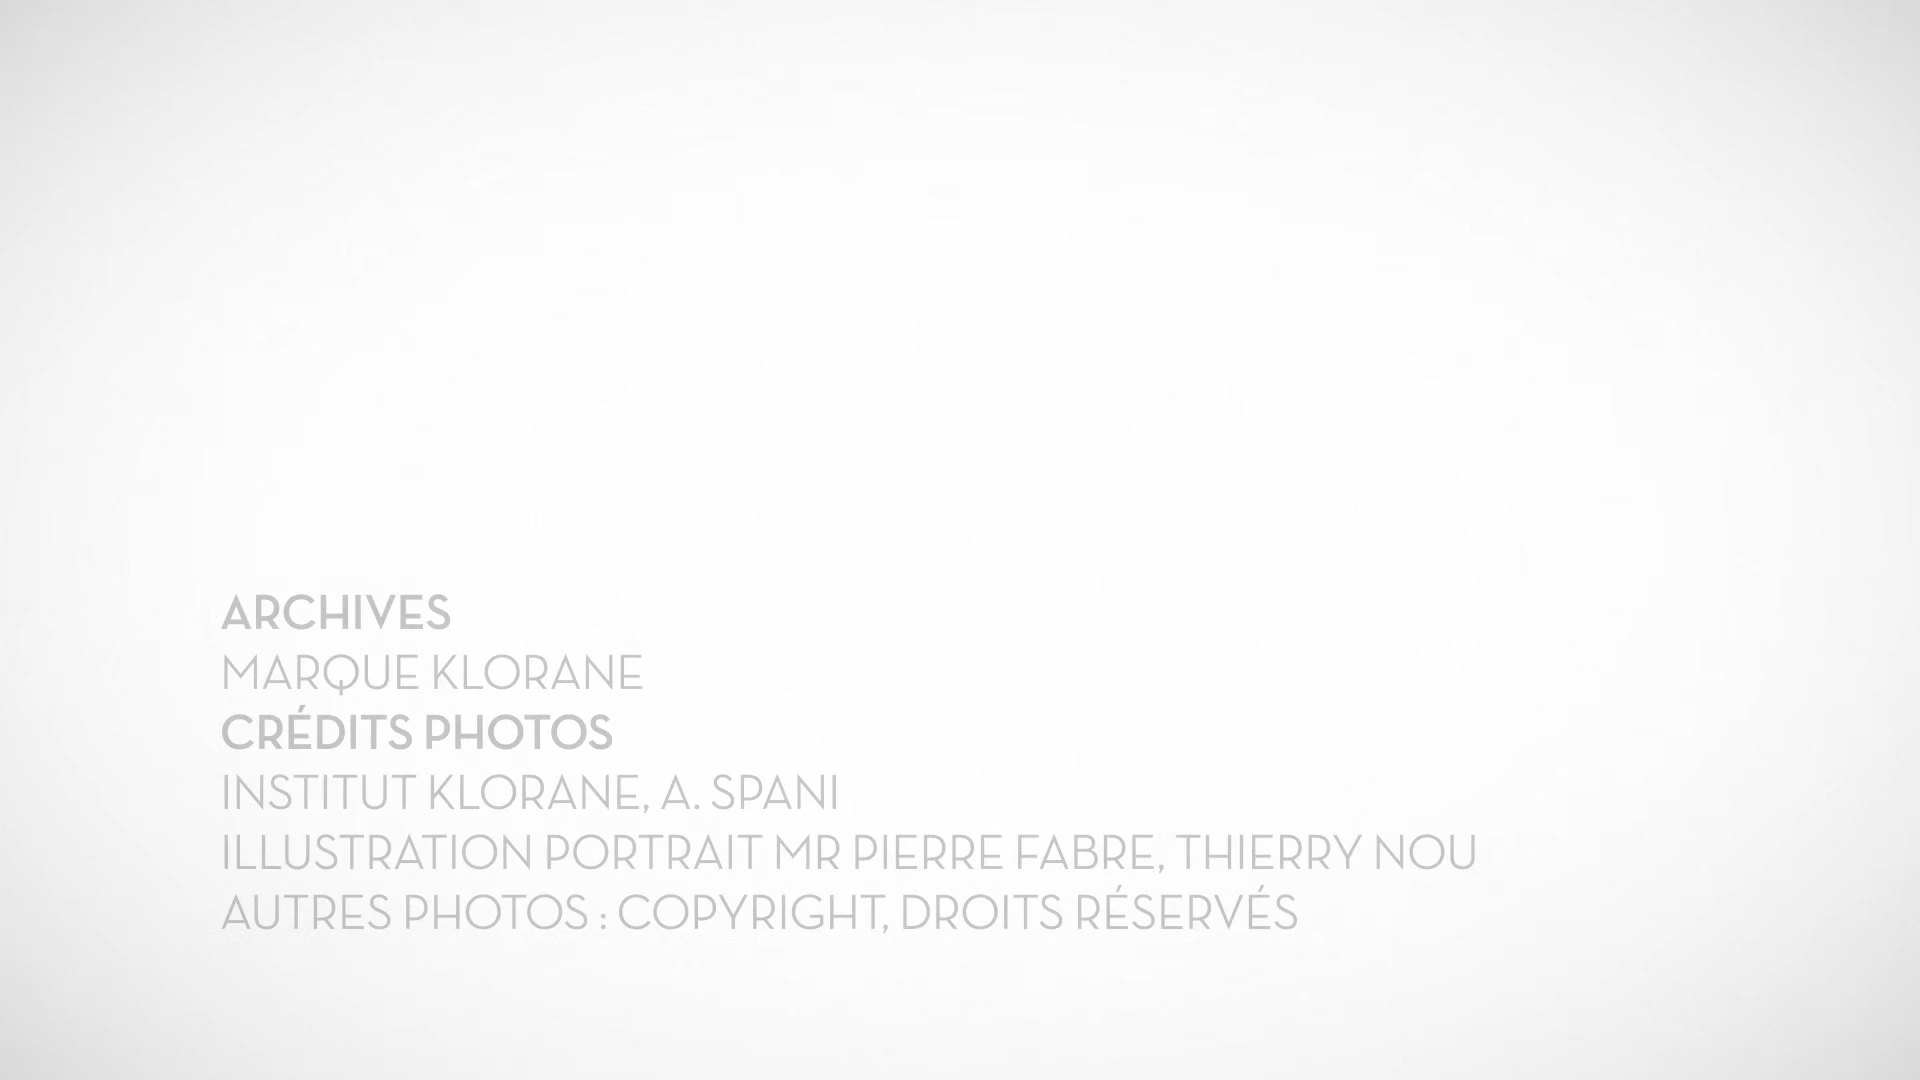 ARCHIVES
MARQUE KLORANE
CRÉDITS PHOTOS
INSTITUT KLORANE, A. SPANI
ILLUSTRATION PORTRAIT MR PIERRE FABRE, THIERRY NOU
AUTRES PHOTOS : COPYRIGHT, DROITS RÉSERVÉS